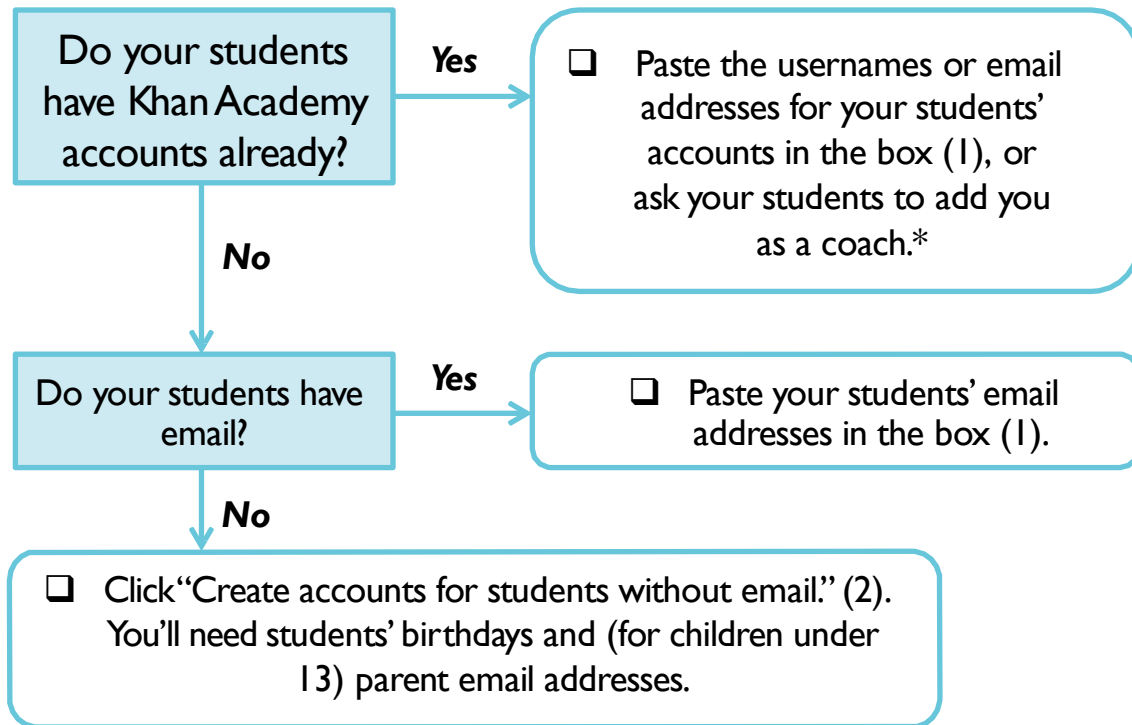 Do your students
have Khan Academy
accounts already?
Yes
❑ Paste the usernames or email
addresses for your students’
accounts in the box (1), or
ask your students to add you
as a coach.*
No
Do your students have
email?
Yes
❑ Paste your students’ email
addresses in the box (1).
No
❑ Click “Create accounts for students without email.” (2).
You’ll need students’ birthdays and (for children under
13) parent email addresses.